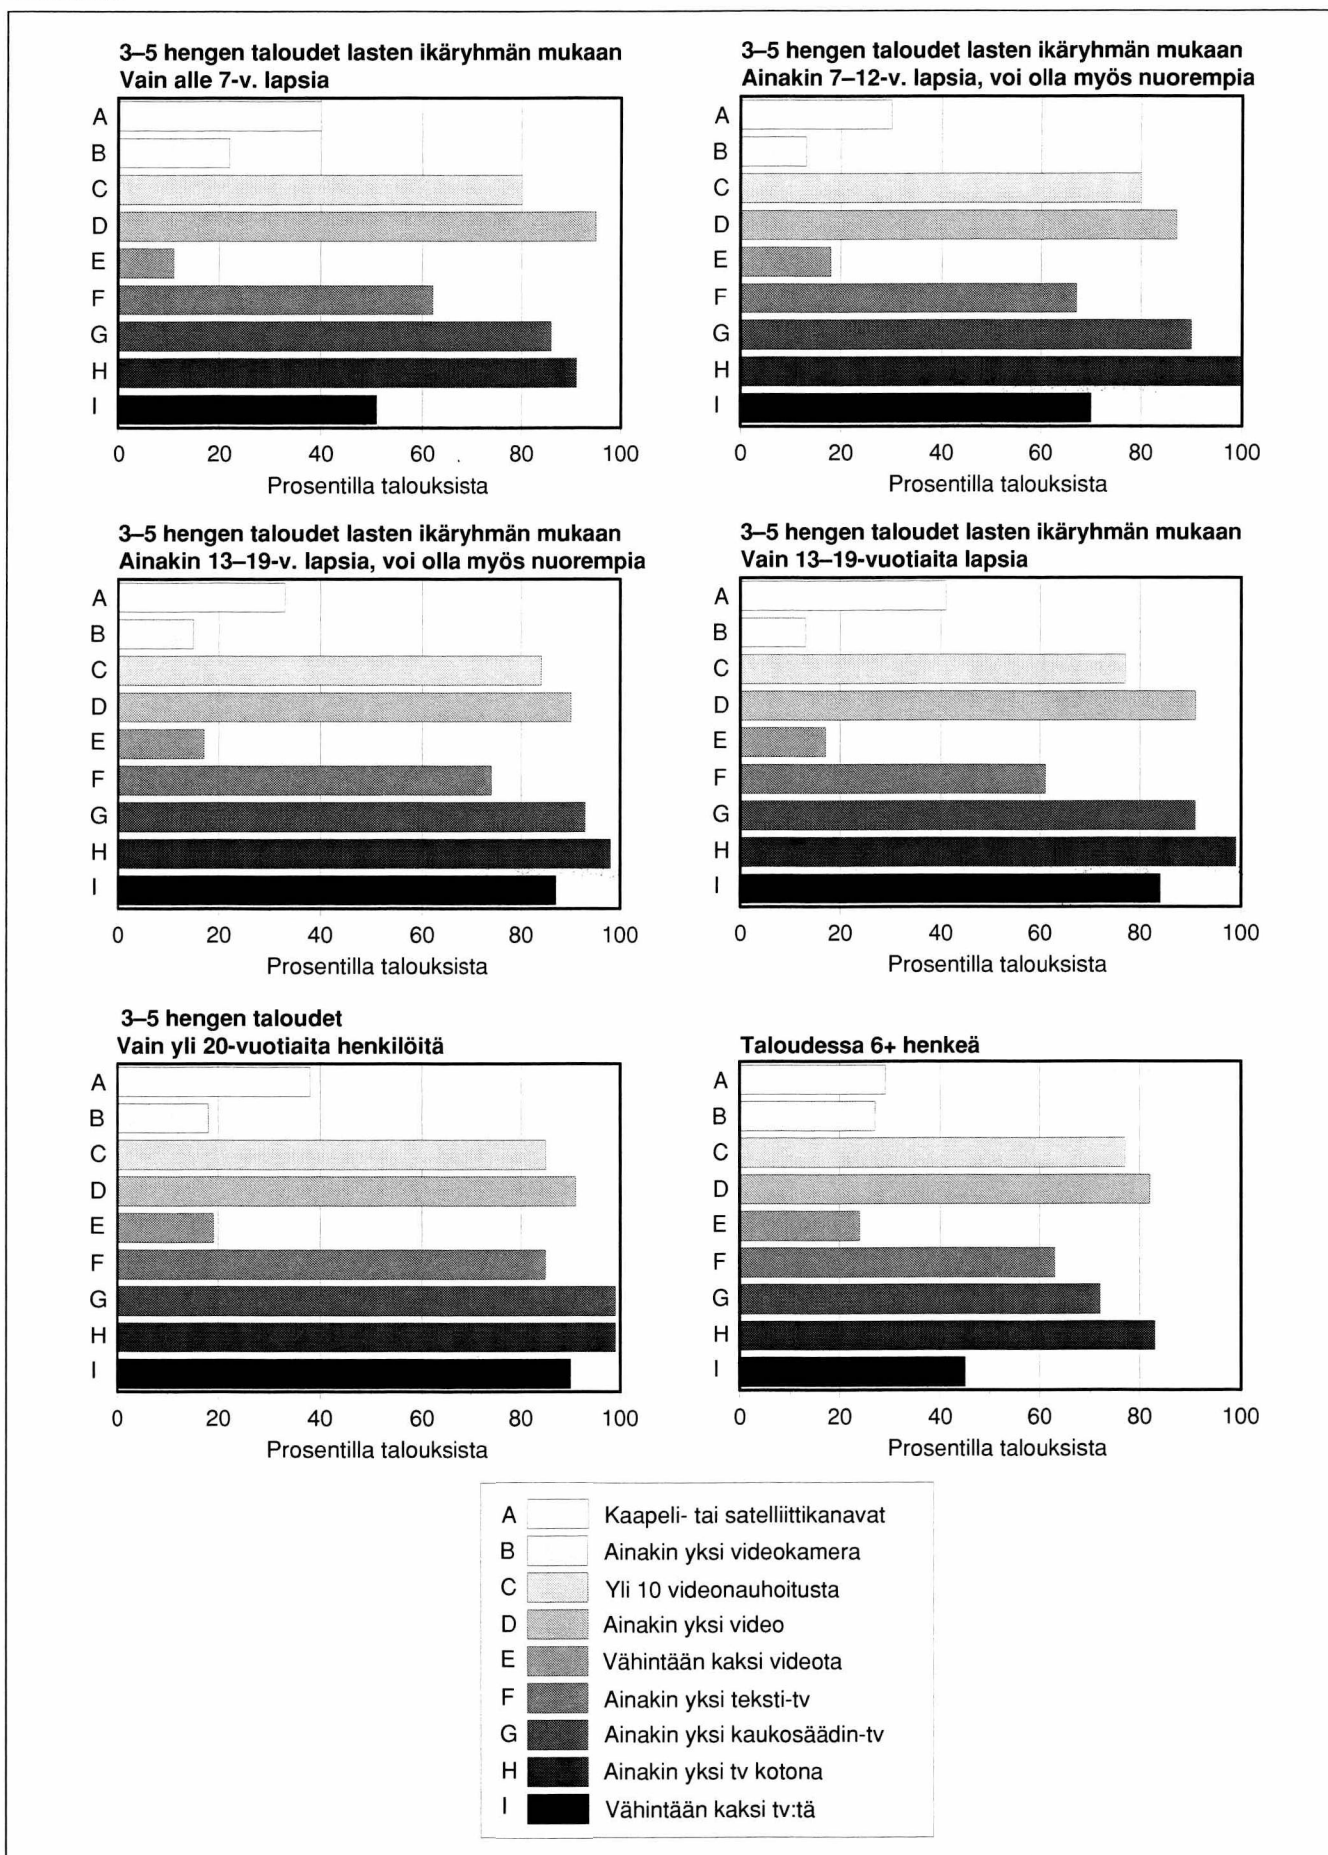 3–5 hengen taloudet lasten ikäryhmän mukaan
Vain alle 7-v. lapsia
A
B
C
D
E
F
G
H
I
0 20 40 60 80 100
Prosentilla talouksista
3–5 hengen taloudet lasten ikäryhmän mukaan
Ainakin 7–12-v. lapsia, voi olla myös nuorempia
A
B
C
D
E
F
G
H
I
0 20 40 60 80 100
Prosentilla talouksista
3–5 hengen taloudet lasten ikäryhmän mukaan
Ainakin 13–19-v. lapsia, voi olla myös nuorempia
A
B
C
D
E
F
G
H
I
0 20 40 60 80 100
Prosentilla talouksista
3–5 hengen taloudet lasten ikäryhmän mukaan
Vain 13–19-vuotiaita lapsia
A
B
C
D
E
F
G
H
I
0 20 40 60 80 100
Prosentilla talouksista
3–5 hengen taloudet
Vain yli 20-vuotiaita henkilöitä
A
B
C
D
E
F
G
H
I
0 20 40 60 80 100
Prosentilla talouksista
Taloudessa 6+ henkeä
A
B
C
D
E
F
G
H
I
0 20 40 60 80 100
Prosentilla talouksista
A Kaapeli- tai satelliittikanavat
B Ainakin yksi videokamera
C Yli 10 videonauhoitusta
D Ainakin yksi video
E Vähintään kaksi videota
F Ainakin yksi teksti-tv
G Ainakin yksi kaukosäädin-tv
H Ainakin yksi tv kotona
I Vähintään kaksi tv:tä